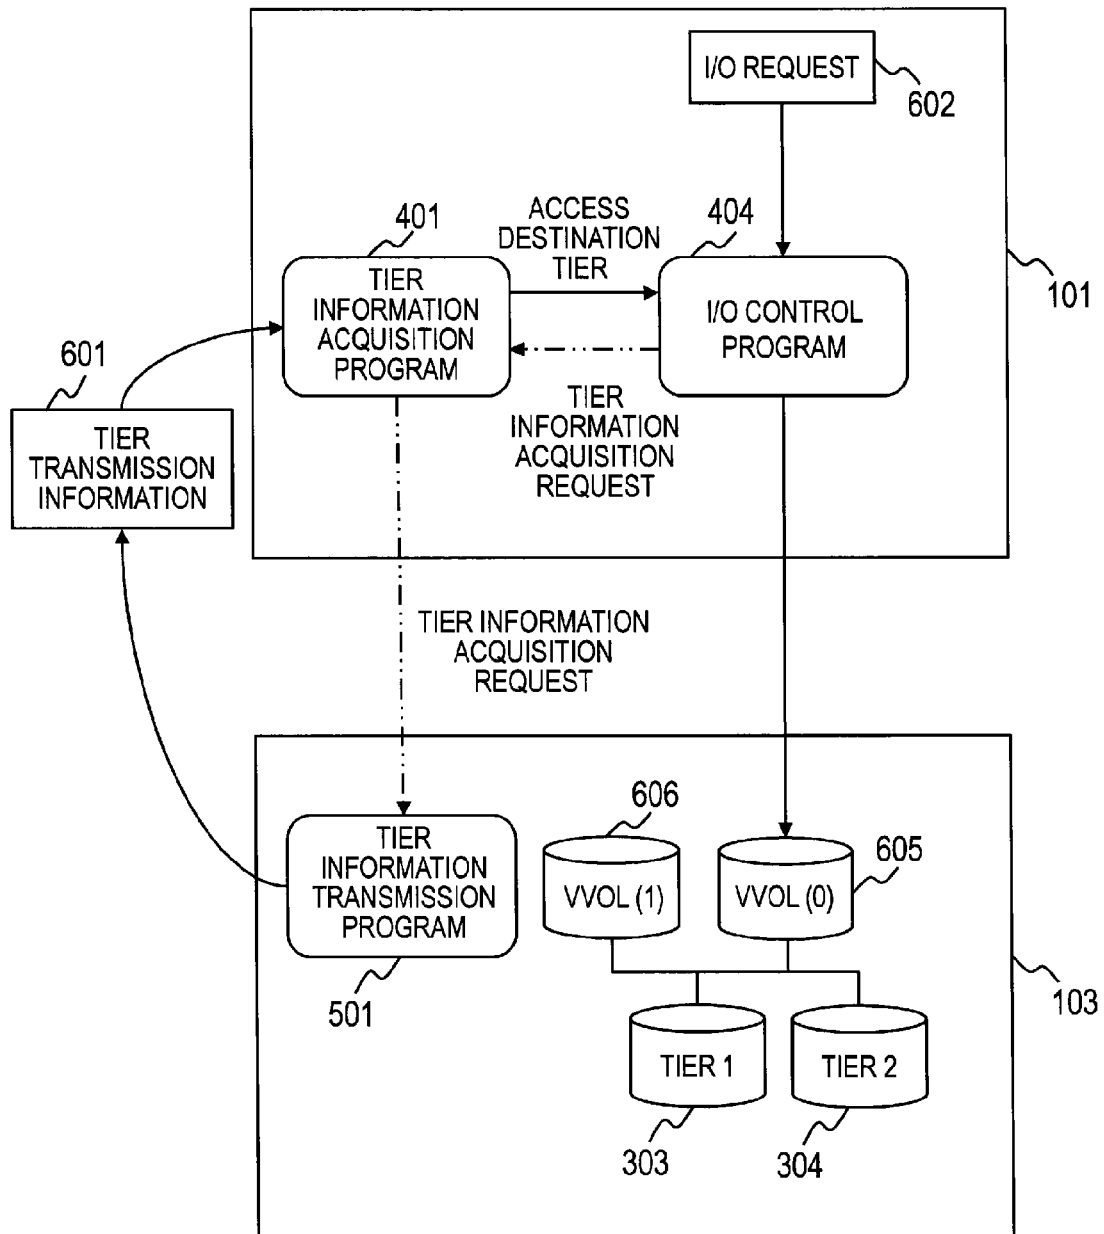 I/O REQUEST
602
401
ACCESS
DESTINATION
TIER
404
TIER
INFORMATION
ACQUISITION
PROGRAM
I/O CONTROL
PROGRAM
101
601
TIER
TRANSMISSION
INFORMATION
TIER
INFORMATION
ACQUISITION
REQUEST
TIER INFORMATION
ACQUISITION
REQUEST
606
605
TIER
INFORMATION
TRANSMISSION
PROGRAM
VVOL (1)
VVOL (0)
501
103
TIER 1
TIER 2
303
304